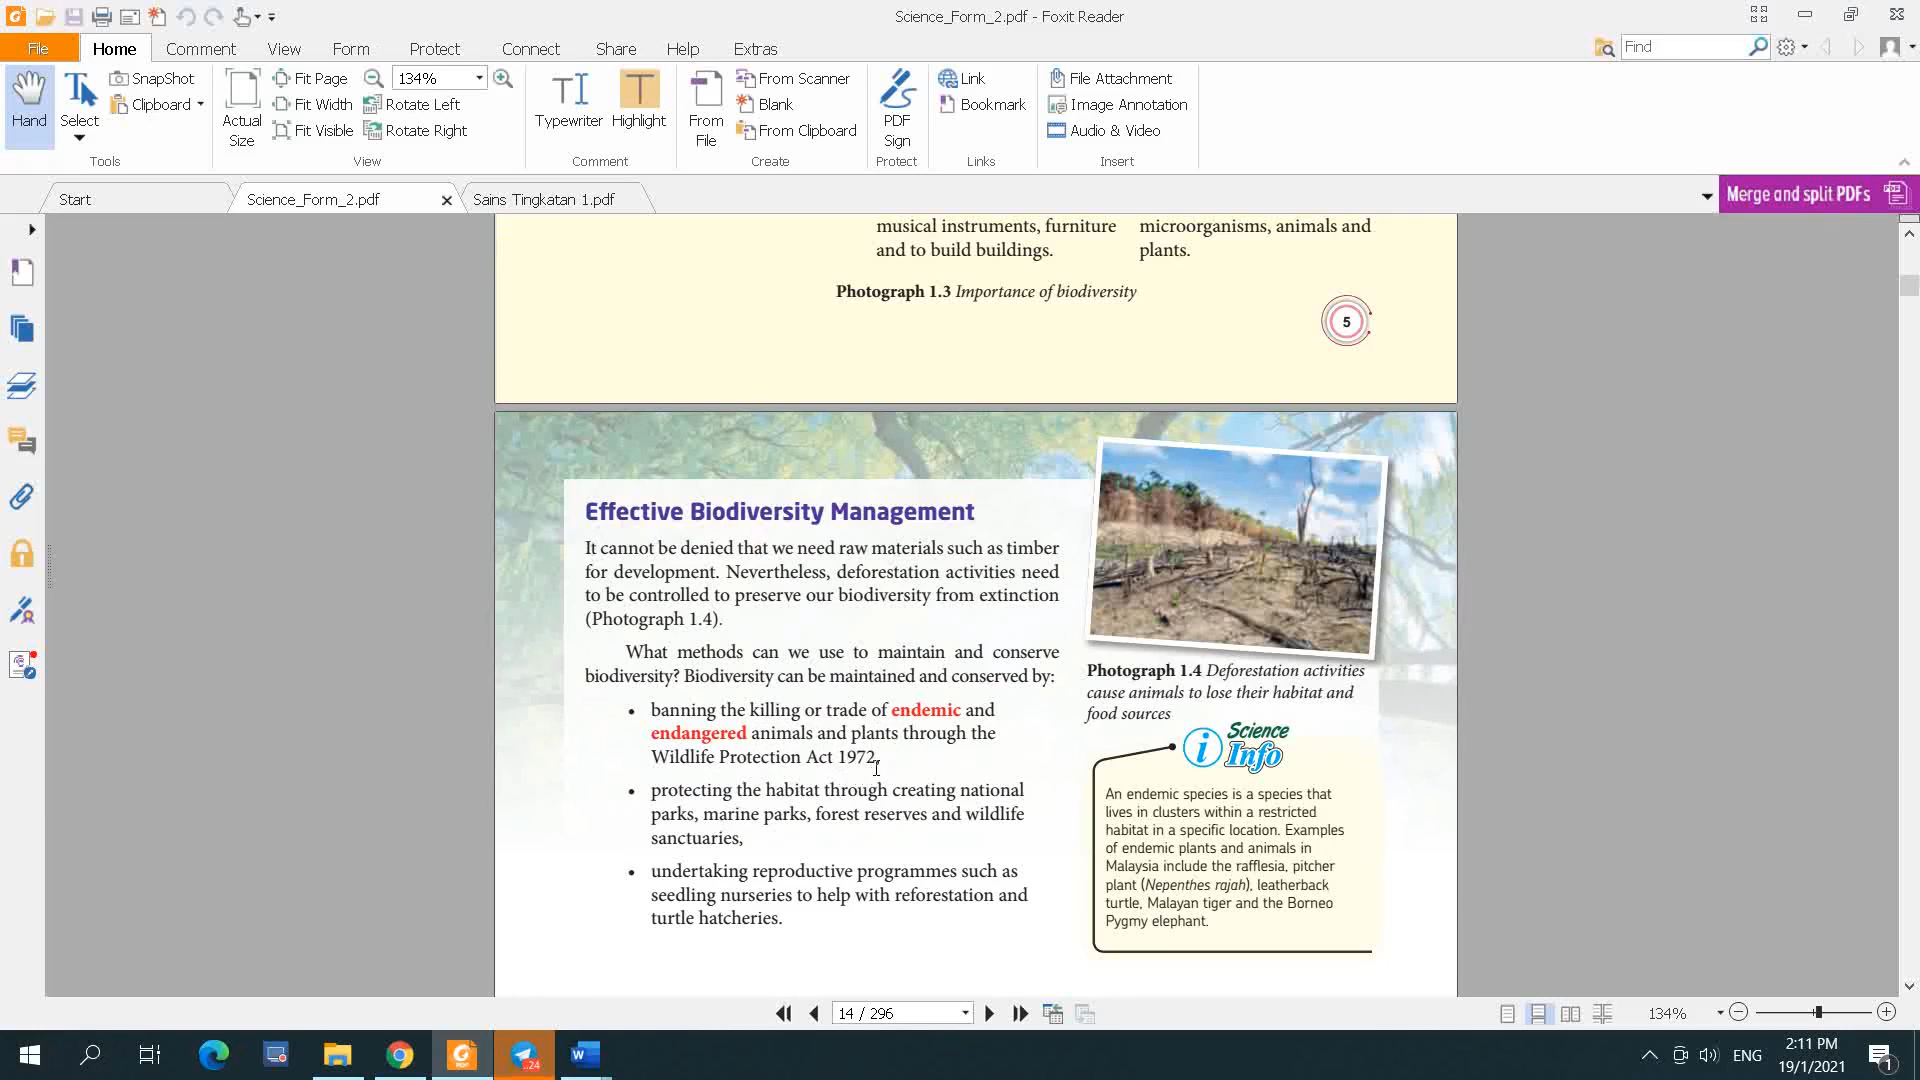 Science_Form_2.pdf - Foxit Reader
File
Home
Comment
View
Form
Protect
Connect
Share
Help
Extras
Find
Hand
Select
SnapShot
Clipboard
Tools
Actual
Size
Fit Page
Fit Width
Fit Visible
134%
Rotate Left
Rotate Right
View
Typewriter
Highlight
Comment
From
File
From Scanner
Blank
From Clipboard
Create
PDF
Sign
Protect
Link
Bookmark
Links
File Attachment
Image Annotation
Audio & Video
Insert
Start
Science_Form_2.pdf
Sains Tingkatan 1.pdf
Merge and split PDFs
musical instruments, furniture
and to build buildings.
microorganisms, animals and
plants.
Photograph 1.3 Importance of biodiversity
5
Effective Biodiversity Management
It cannot be denied that we need raw materials such as timber
for development. Nevertheless, deforestation activities need
to be controlled to preserve our biodiversity from extinction
(Photograph 1.4).
What methods can we use to maintain and conserve
biodiversity? Biodiversity can be maintained and conserved by:
• banning the killing or trade of endemic and
endangered animals and plants through the
Wildlife Protection Act 1972,
• protecting the habitat through creating national
parks, marine parks, forest reserves and wildlife
sanctuaries,
• undertaking reproductive programmes such as
seedling nurseries to help with reforestation and
turtle hatcheries.
Photograph 1.4 Deforestation activities
cause animals to lose their habitat and
food sources
i Science
Info
An endemic species is a species that
lives in clusters within a restricted
habitat in a specific location. Examples
of endemic plants and animals in
Malaysia include the rafflesia, pitcher
plant (Nepenthes rajah), leatherback
turtle, Malayan tiger and the Borneo
Pygmy elephant.
14 / 296
134%
..24
ENG
2:11 PM
19/1/2021
1